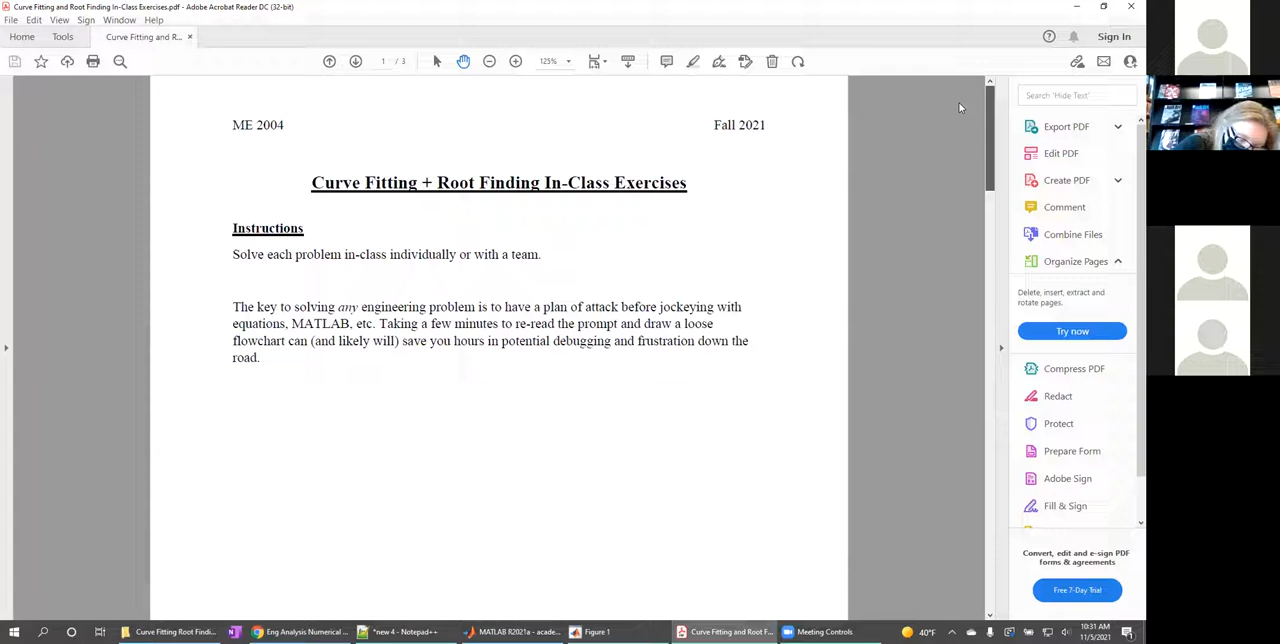 Curve Fitting and Root Finding In-Class Exercises.pdf - Adobe Acrobat Reader DC (32-bit)
File Edit View Sign Window Help
Home Tools Curve Fitting and R... × Sign In
1 / 3 125%
ME 2004 Fall 2021
Curve Fitting + Root Finding In-Class Exercises
Instructions
Solve each problem in-class individually or with a team.
The key to solving any engineering problem is to have a plan of attack before jockeying with
equations, MATLAB, etc. Taking a few minutes to re-read the prompt and draw a loose
flowchart can (and likely will) save you hours in potential debugging and frustration down the
road.
Search 'Hide Text'
Export PDF
Edit PDF
Create PDF
Comment
Combine Files
Organize Pages
Delete, insert, extract and
rotate pages.
Try now
Compress PDF
Redact
Protect
Prepare Form
Adobe Sign
Fill & Sign
Convert, edit and e-sign PDF
forms & agreements
Free 7-Day Trial
Curve Fitting Root Findi... Eng Analysis Numerical ... *new 4 - Notepad++ MATLAB R2021a - acade... Figure 1 Curve Fitting and Root F... Meeting Controls 40°F 10:31 AM
11/5/2021